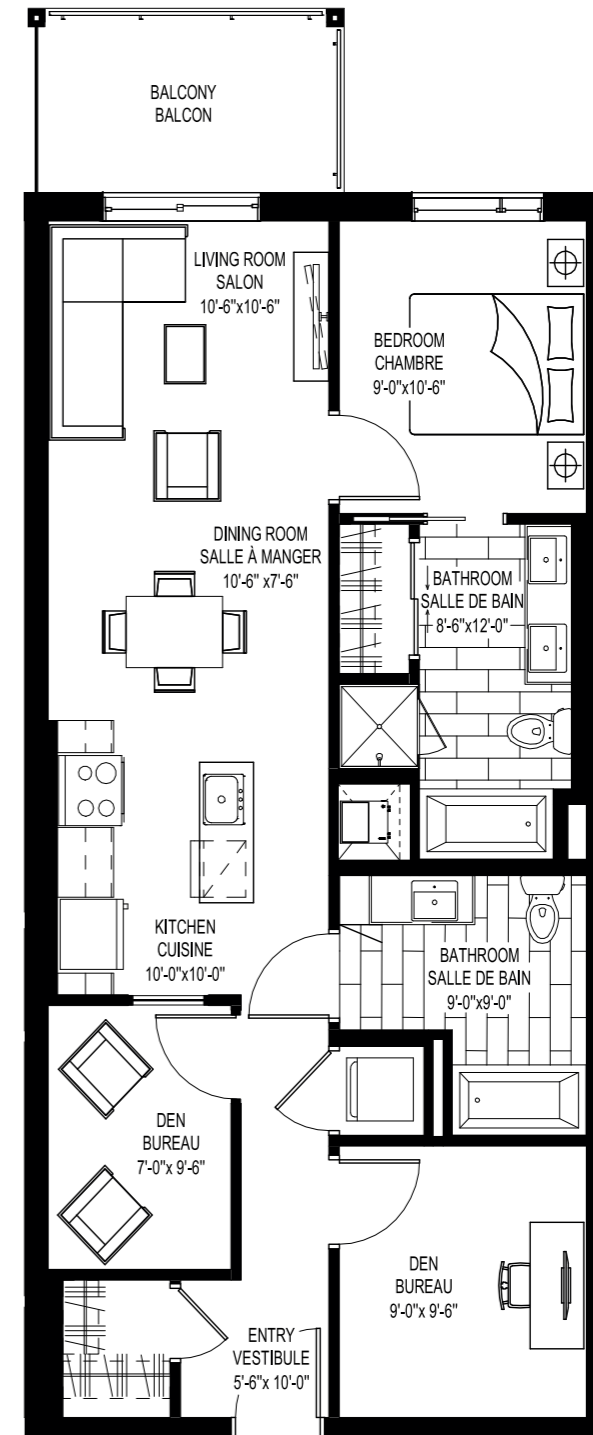 BALCONY
BALCON
LIVING ROOM
SALON
10'-6"x10'-6"
BEDROOM
CHAMBRE
9'-0"x10'-6"
DINING ROOM
SALLE À MANGER
10'-6" x7'-6"
BATHROOM
SALLE DE BAIN
8'-6"x12'-0"
KITCHEN
CUISINE
10'-0"x10'-0"
BATHROOM
SALLE DE BAIN
9'-0"x9'-0"
DEN
BUREAU
7'-0"x 9'-6"
DEN
BUREAU
9'-0"x 9'-6"
ENTRY
VESTIBULE
5'-6"x 10'-0"